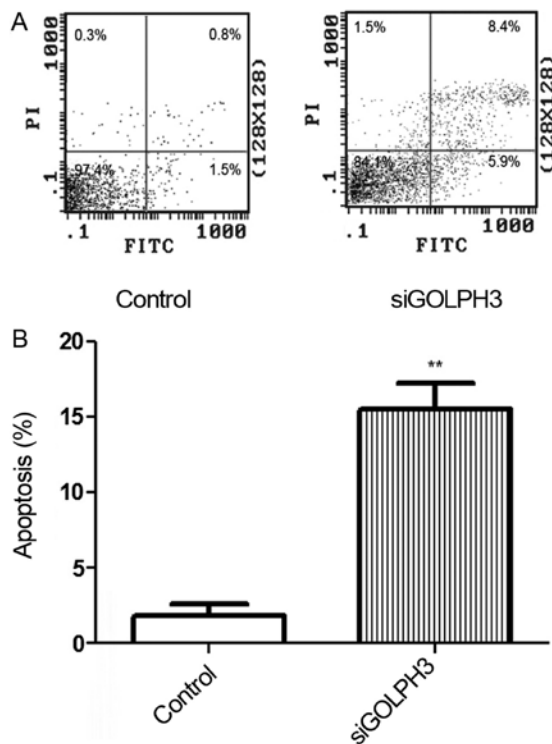 A
1000
0.3%
0.8%
PI
97.4%
1.5%
.1
.1
1000
FITC
(128X128)
1000
1.5%
8.4%
PI
84.1%
5.9%
.1
.1
1000
FITC
(128X128)
Control
siGOLPH3
B
20
**
15
10
5
0
Apoptosis (%)
Control
siGOLPH3